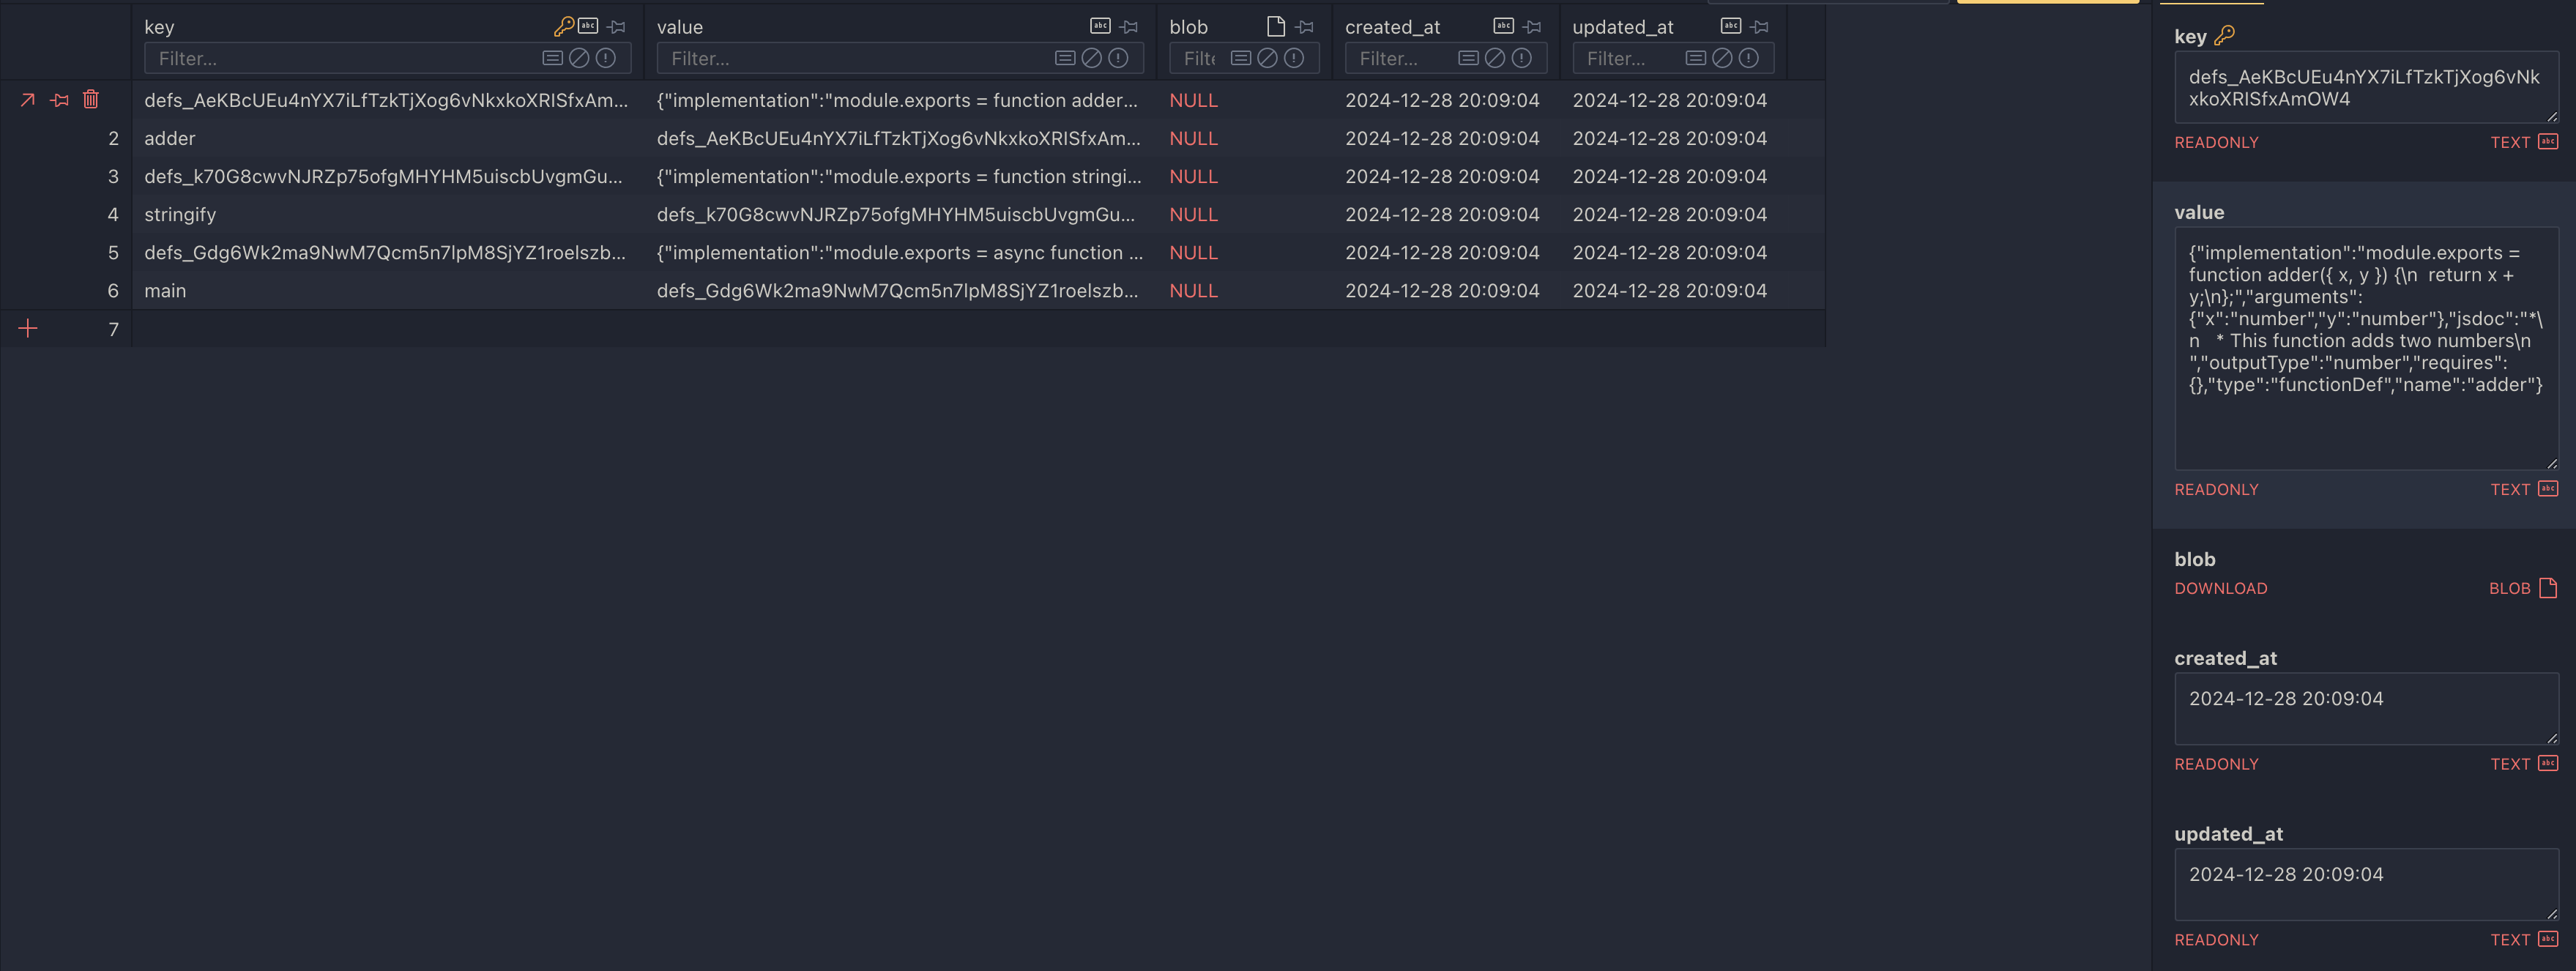 key
value
blob
created_at
updated_at
Filter...
Filter...
Filte
Filter...
Filter...
defs_AeKBcUEu4nYX7iLfTzkTjXog6vNkxkoXRISfxAm...
{"implementation":"module.exports = function adder...
NULL
2024-12-28 20:09:04
2024-12-28 20:09:04
2
adder
defs_AeKBcUEu4nYX7iLfTzkTjXog6vNkxkoXRISfxAm...
NULL
2024-12-28 20:09:04
2024-12-28 20:09:04
3
defs_k70G8cwvNJRZp75ofgMHYHM5uiscbUvgmGu...
{"implementation":"module.exports = function stringi...
NULL
2024-12-28 20:09:04
2024-12-28 20:09:04
4
stringify
defs_k70G8cwvNJRZp75ofgMHYHM5uiscbUvgmGu...
NULL
2024-12-28 20:09:04
2024-12-28 20:09:04
5
defs_Gdg6Wk2ma9NwM7Qcm5n7lpM8SjYZ1roelszb...
{"implementation":"module.exports = async function ...
NULL
2024-12-28 20:09:04
2024-12-28 20:09:04
6
main
defs_Gdg6Wk2ma9NwM7Qcm5n7lpM8SjYZ1roelszb...
NULL
2024-12-28 20:09:04
2024-12-28 20:09:04
7
key
defs_AeKBcUEu4nYX7iLfTzkTjXog6vNk
xkoXRISfxAmOW4
READONLY
TEXT abc
value
{"implementation":"module.exports =
function adder({ x, y }) {\n  return x +
y;\n};","arguments":
{"x":"number","y":"number"},"jsdoc":"*\
n   * This function adds two numbers\n
","outputType":"number","requires":
{},"type":"functionDef","name":"adder"}
READONLY
TEXT abc
blob
DOWNLOAD
BLOB
created_at
2024-12-28 20:09:04
READONLY
TEXT abc
updated_at
2024-12-28 20:09:04
READONLY
TEXT abc